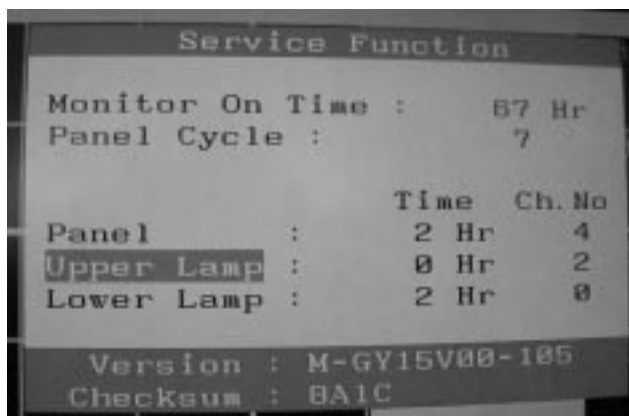 Service Function
Monitor On Time : 67 Hr
Panel Cycle : 7
Time Ch. No
Panel : 2 Hr 4
Upper Lamp : 0 Hr 2
Lower Lamp : 2 Hr 0
Version : M-GY15V00-105
Checksum : 8A1C